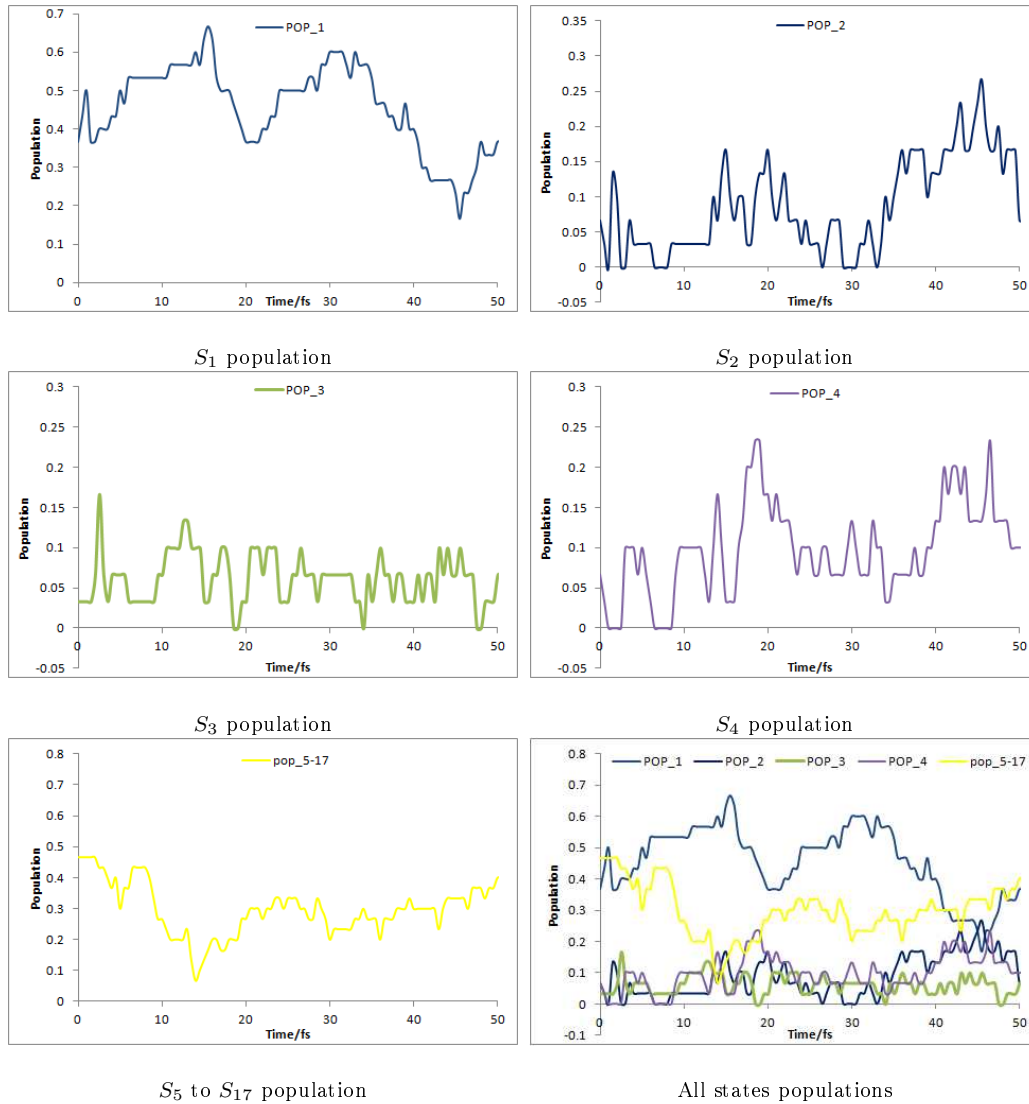 POP_1
0.7
0.6
0.5
0.4
0.3
0.2
0.1
0
Population
0 10 20 30 40 50
Time/fs
S1 population
POP_2
0.35
0.3
0.25
0.2
0.15
0.1
0.05
0
-0.05
Population
0 10 20 30 40 50
Time/fs
S2 population
POP_3
0.3
0.25
0.2
0.15
0.1
0.05
0
-0.05
Population
0 10 20 30 40 50
Time/fs
S3 population
POP_4
0.3
0.25
0.2
0.15
0.1
0.05
0
-0.05
Population
0 10 20 30 40 50
Time/fs
S4 population
pop_5-17
0.8
0.7
0.6
0.5
0.4
0.3
0.2
0.1
0
Population
0 10 20 30 40 50
Time/fs
S5 to S17 population
POP_1 POP_2 POP_3 POP_4 pop_5-17
0.8
0.7
0.6
0.5
0.4
0.3
0.2
0.1
0
-0.1
Population
0 10 20 30 40 50
Time/fs
All states populations